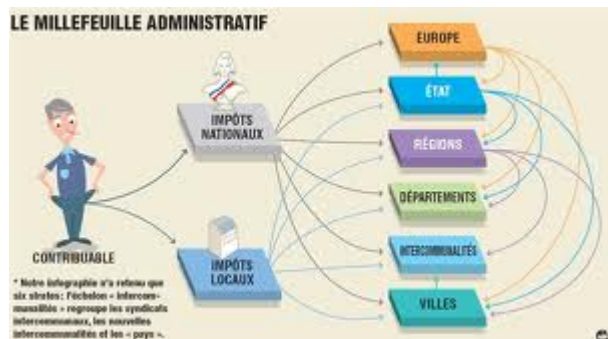 LE MILLEFEUILLE ADMINISTRATIF
EUROPE
ÉTAT
IMPÔTS
NATIONAUX
RÉGIONS
DÉPARTEMENTS
CONTRIBUABLE
IMPÔTS
LOCAUX
INTERCOMMUNALITÉS
VILLES
* Notre infographie n'a retenu que
six strates : l'échelon « intercom-
munalités » regroupe les syndicats
intercommunaux, les nouvelles
intercommunalités et les « pays ».